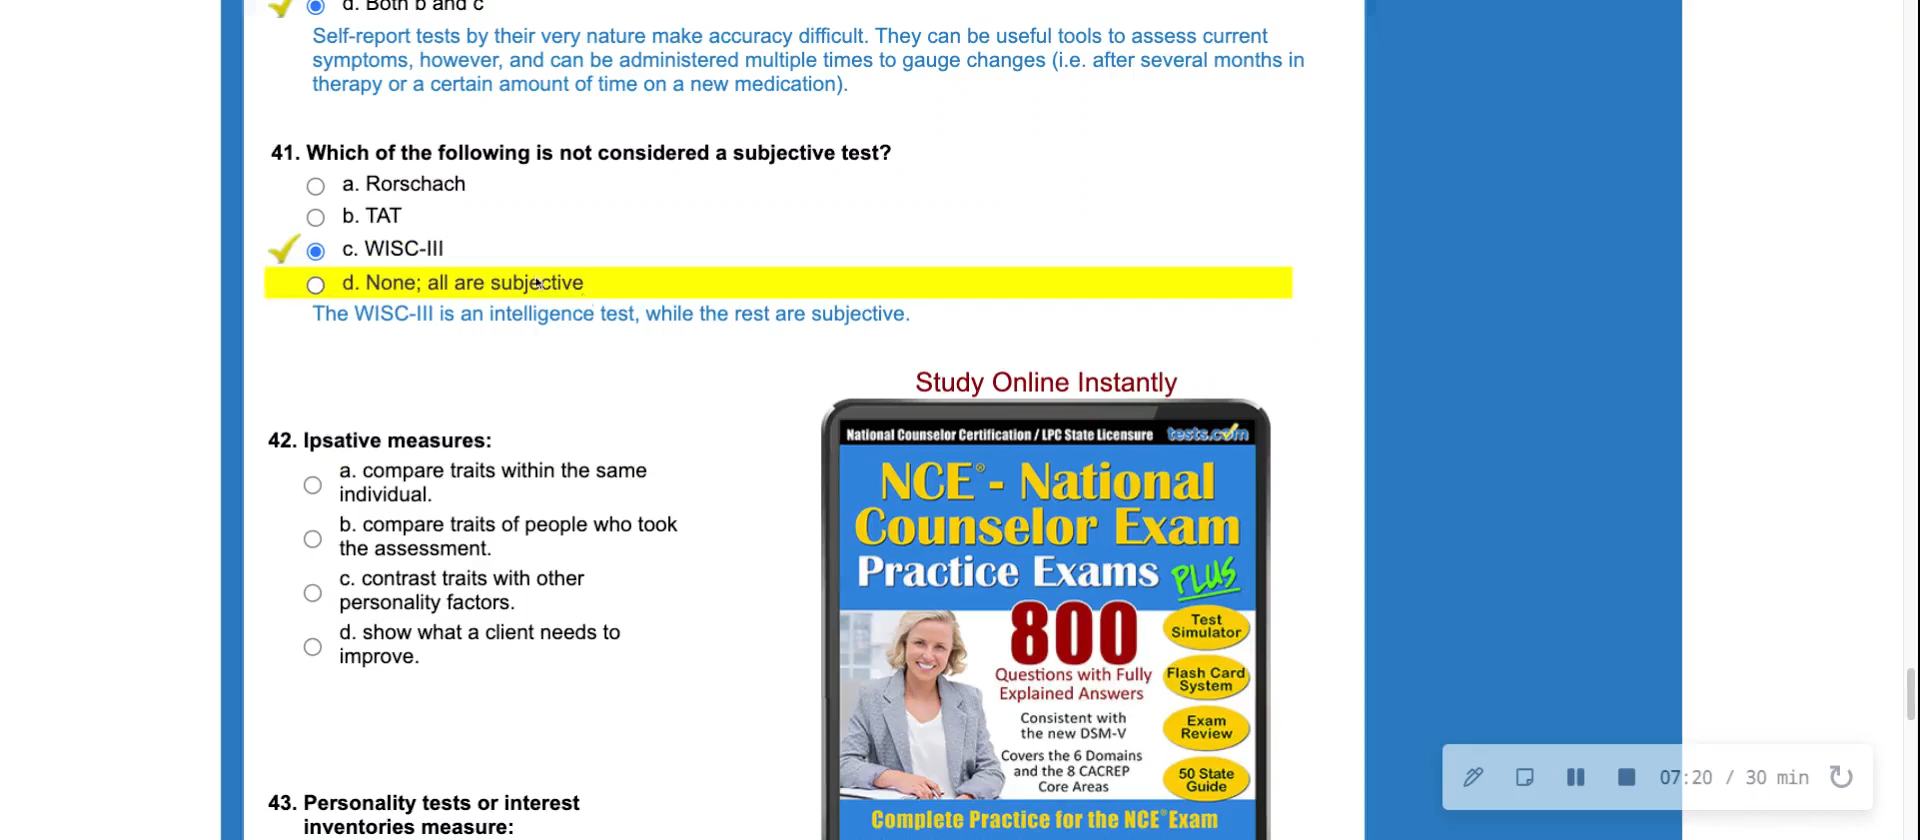 d. Both b and c
Self-report tests by their very nature make accuracy difficult. They can be useful tools to assess current
symptoms, however, and can be administered multiple times to gauge changes (i.e. after several months in
therapy or a certain amount of time on a new medication).
41. Which of the following is not considered a subjective test?
a. Rorschach
b. TAT
c. WISC-III
d. None; all are subjective
The WISC-III is an intelligence test, while the rest are subjective.
Study Online Instantly
42. Ipsative measures:
a. compare traits within the same
individual.
b. compare traits of people who took
the assessment.
c. contrast traits with other
personality factors.
d. show what a client needs to
improve.
National Counselor Certification / LPC State Licensure tests.com
NCE® - National
Counselor Exam
Practice Exams PLUS
800
Questions with Fully
Explained Answers
Consistent with
the new DSM-V
Covers the 6 Domains
and the 8 CACREP
Core Areas
Test
Simulator
Flash Card
System
Exam
Review
50 State
Guide
Complete Practice for the NCE® Exam
43. Personality tests or interest
inventories measure:
07:20 / 30 min